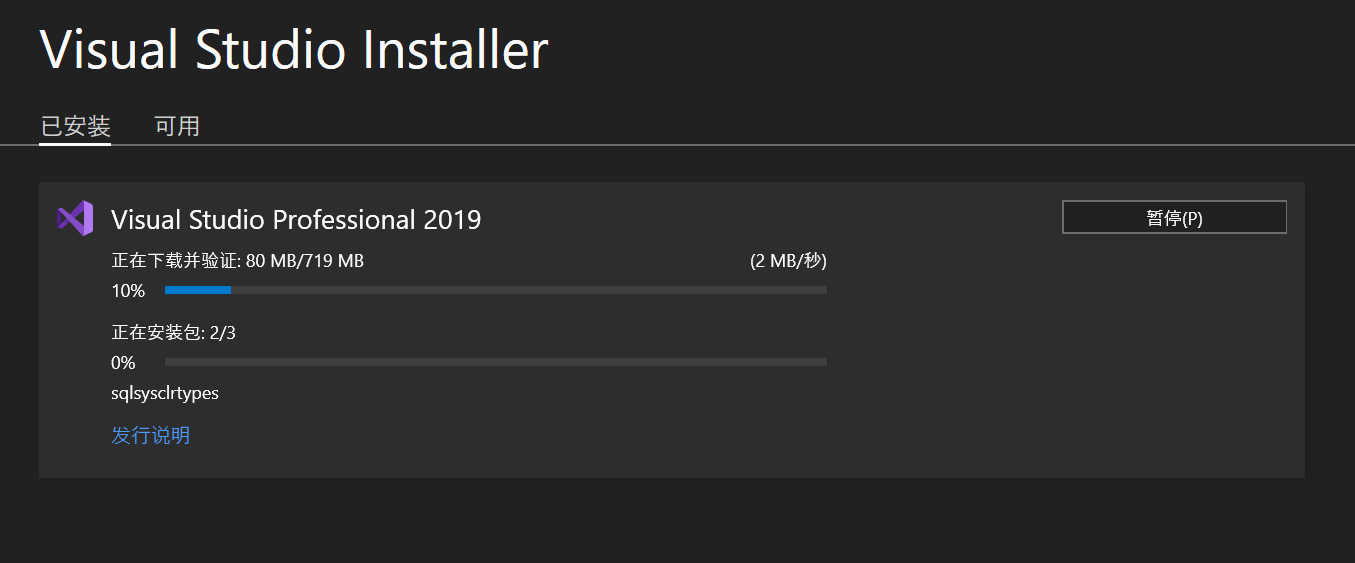 Visual Studio Installer
已安装 可用
Visual Studio Professional 2019 暂停(P)
正在下载并验证: 80 MB/719 MB (2 MB/秒)
10%
正在安装包: 2/3
0%
sqlsysclrtypes
发行说明